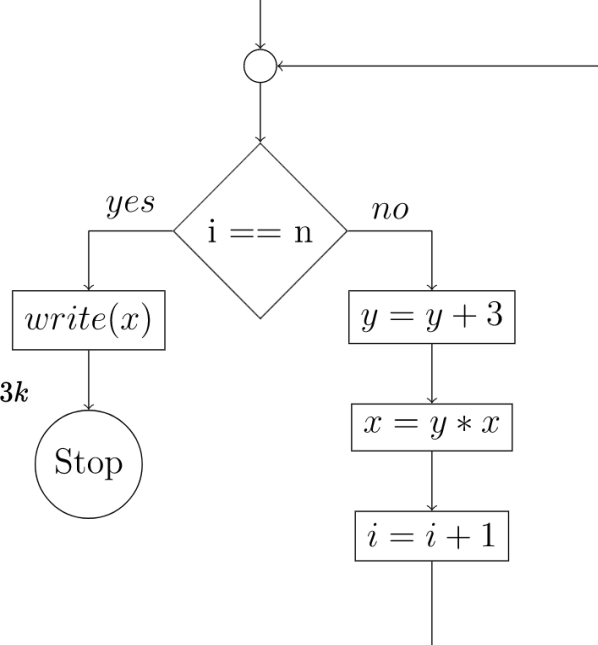 yes
no
i == n
write(x)
y = y + 3
3k
x = y * x
Stop
i = i + 1